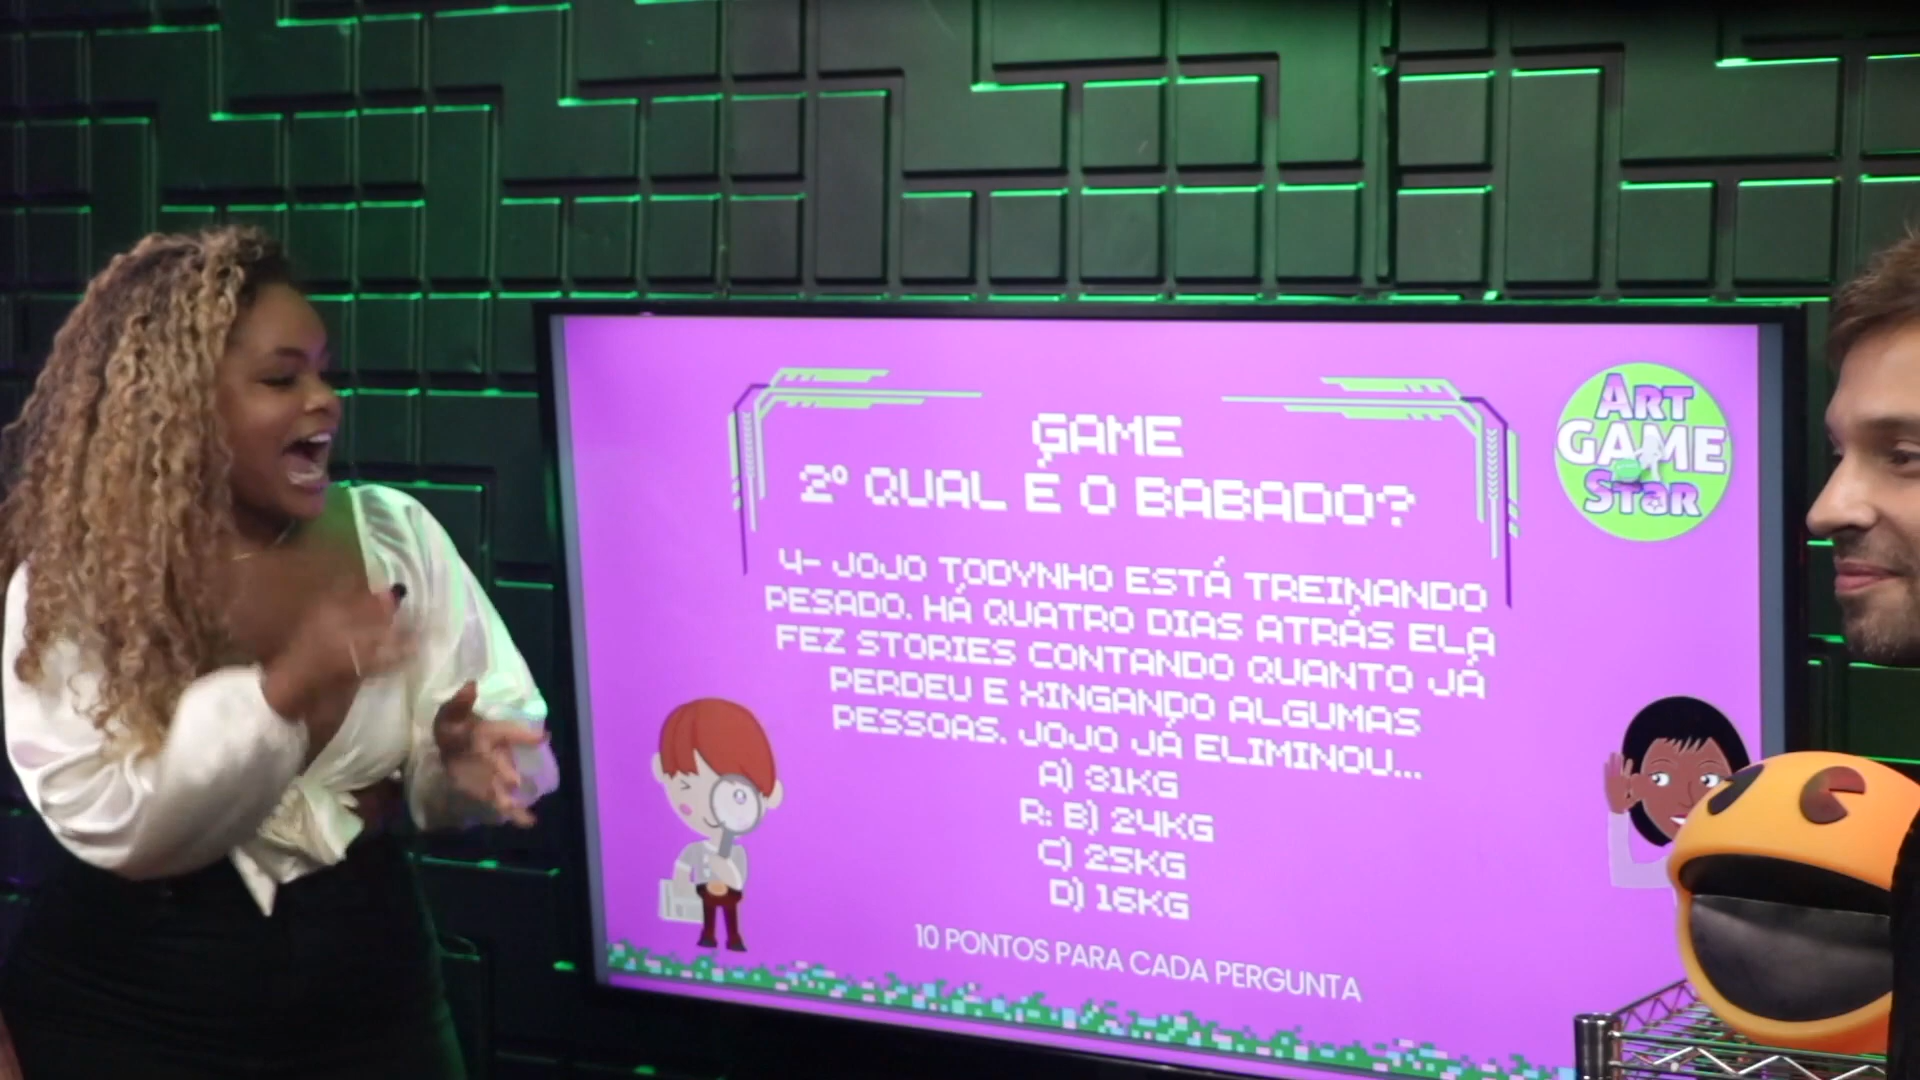 GAME
2º QUAL É O BABADO?
4- JOJO TODYNHO ESTÁ TREINANDO
PESADO. HÁ QUATRO DIAS ATRÁS ELA
FEZ STORIES CONTANDO QUANTO JÁ
PERDEU E XINGANDO ALGUMAS
PESSOAS. JOJO JÁ ELIMINOU...
A) 31KG
R: B) 24KG
C) 25KG
D) 16KG
10 PONTOS PARA CADA PERGUNTA
ART
GAME
STAR